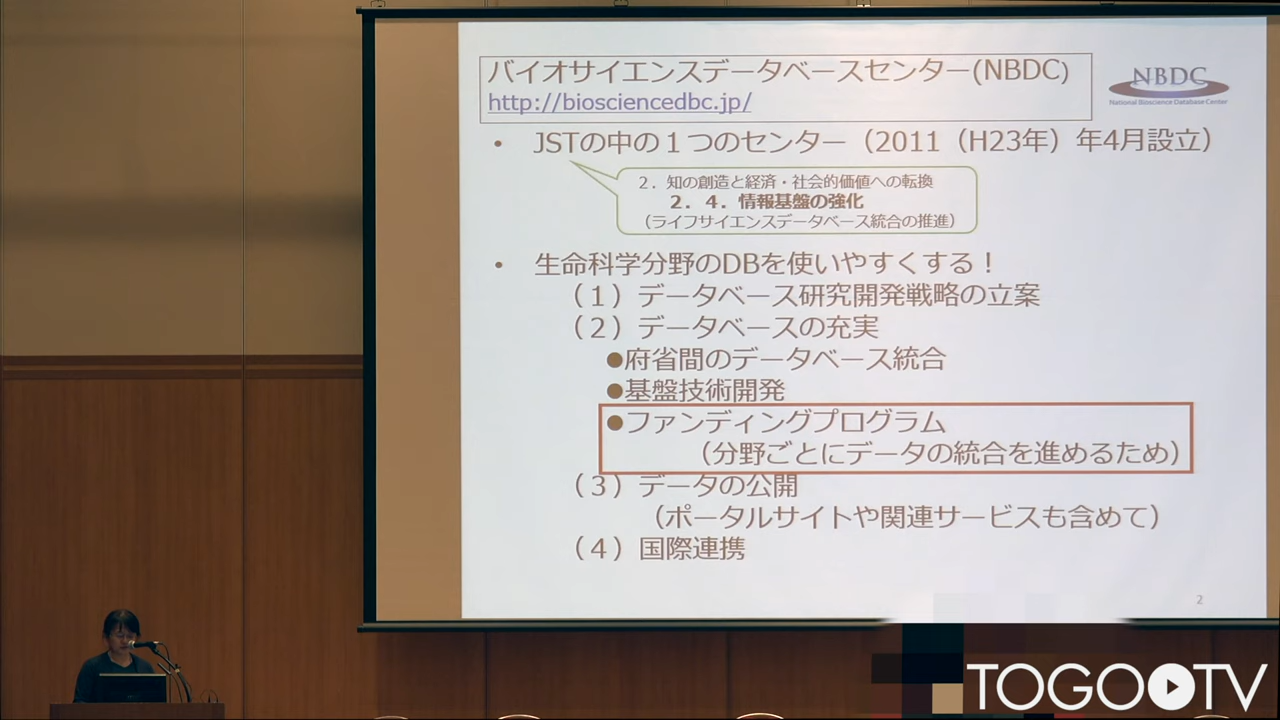 バイオサイエンスデータベースセンター(NBDC)
http://biosciencedbc.jp/
NBDC
National Bioscience Database Center
• JSTの中の１つのセンター（2011（H23年）年4月設立）
２．知の創造と経済・社会的価値への転換
２．４．情報基盤の強化
（ライフサイエンスデータベース統合の推進）
• 生命科学分野のDBを使いやすくする！
（１）データベース研究開発戦略の立案
（２）データベースの充実
●府省間のデータベース統合
●基盤技術開発
●ファンディングプログラム
（分野ごとにデータの統合を進めるため）
（３）データの公開
（ポータルサイトや関連サービスも含めて）
（４）国際連携
2
TOGOTV